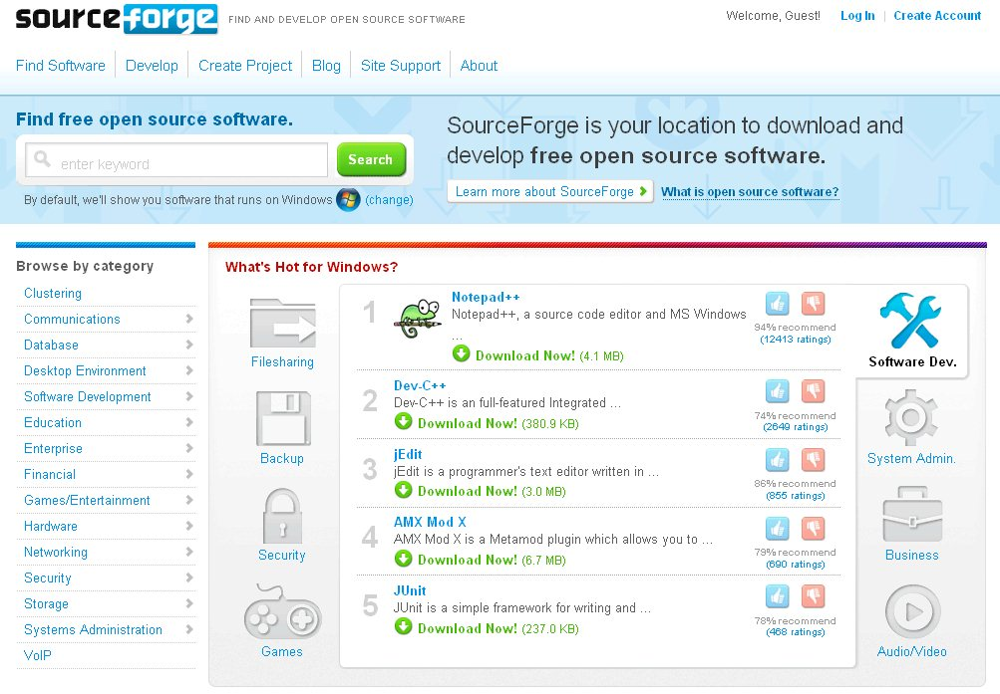 sourceforge FIND AND DEVELOP OPEN SOURCE SOFTWARE
Welcome, Guest! Log In Create Account
Find Software Develop Create Project Blog Site Support About
Find free open source software.
enter keyword
Search
By default, we'll show you software that runs on Windows (change)
SourceForge is your location to download and
develop free open source software.
Learn more about SourceForge What is open source software?
Browse by category
Clustering
Communications
Database
Desktop Environment
Software Development
Education
Enterprise
Financial
Games/Entertainment
Hardware
Networking
Security
Storage
Systems Administration
VoIP
What's Hot for Windows?
Filesharing
Backup
Security
Games
1
Notepad++
Notepad++, a source code editor and MS Windows
...
Download Now! (4.1 MB)
94% recommend
(12413 ratings)
2
Dev-C++
Dev-C++ is an full-featured Integrated ...
Download Now! (380.9 KB)
74% recommend
(2649 ratings)
3
jEdit
jEdit is a programmer's text editor written in ...
Download Now! (3.0 MB)
86% recommend
(855 ratings)
4
AMX Mod X
AMX Mod X is a Metamod plugin which allows you to ...
Download Now! (6.7 MB)
79% recommend
(690 ratings)
5
JUnit
JUnit is a simple framework for writing and ...
Download Now! (237.0 KB)
78% recommend
(468 ratings)
Software Dev.
System Admin.
Business
Audio/Video